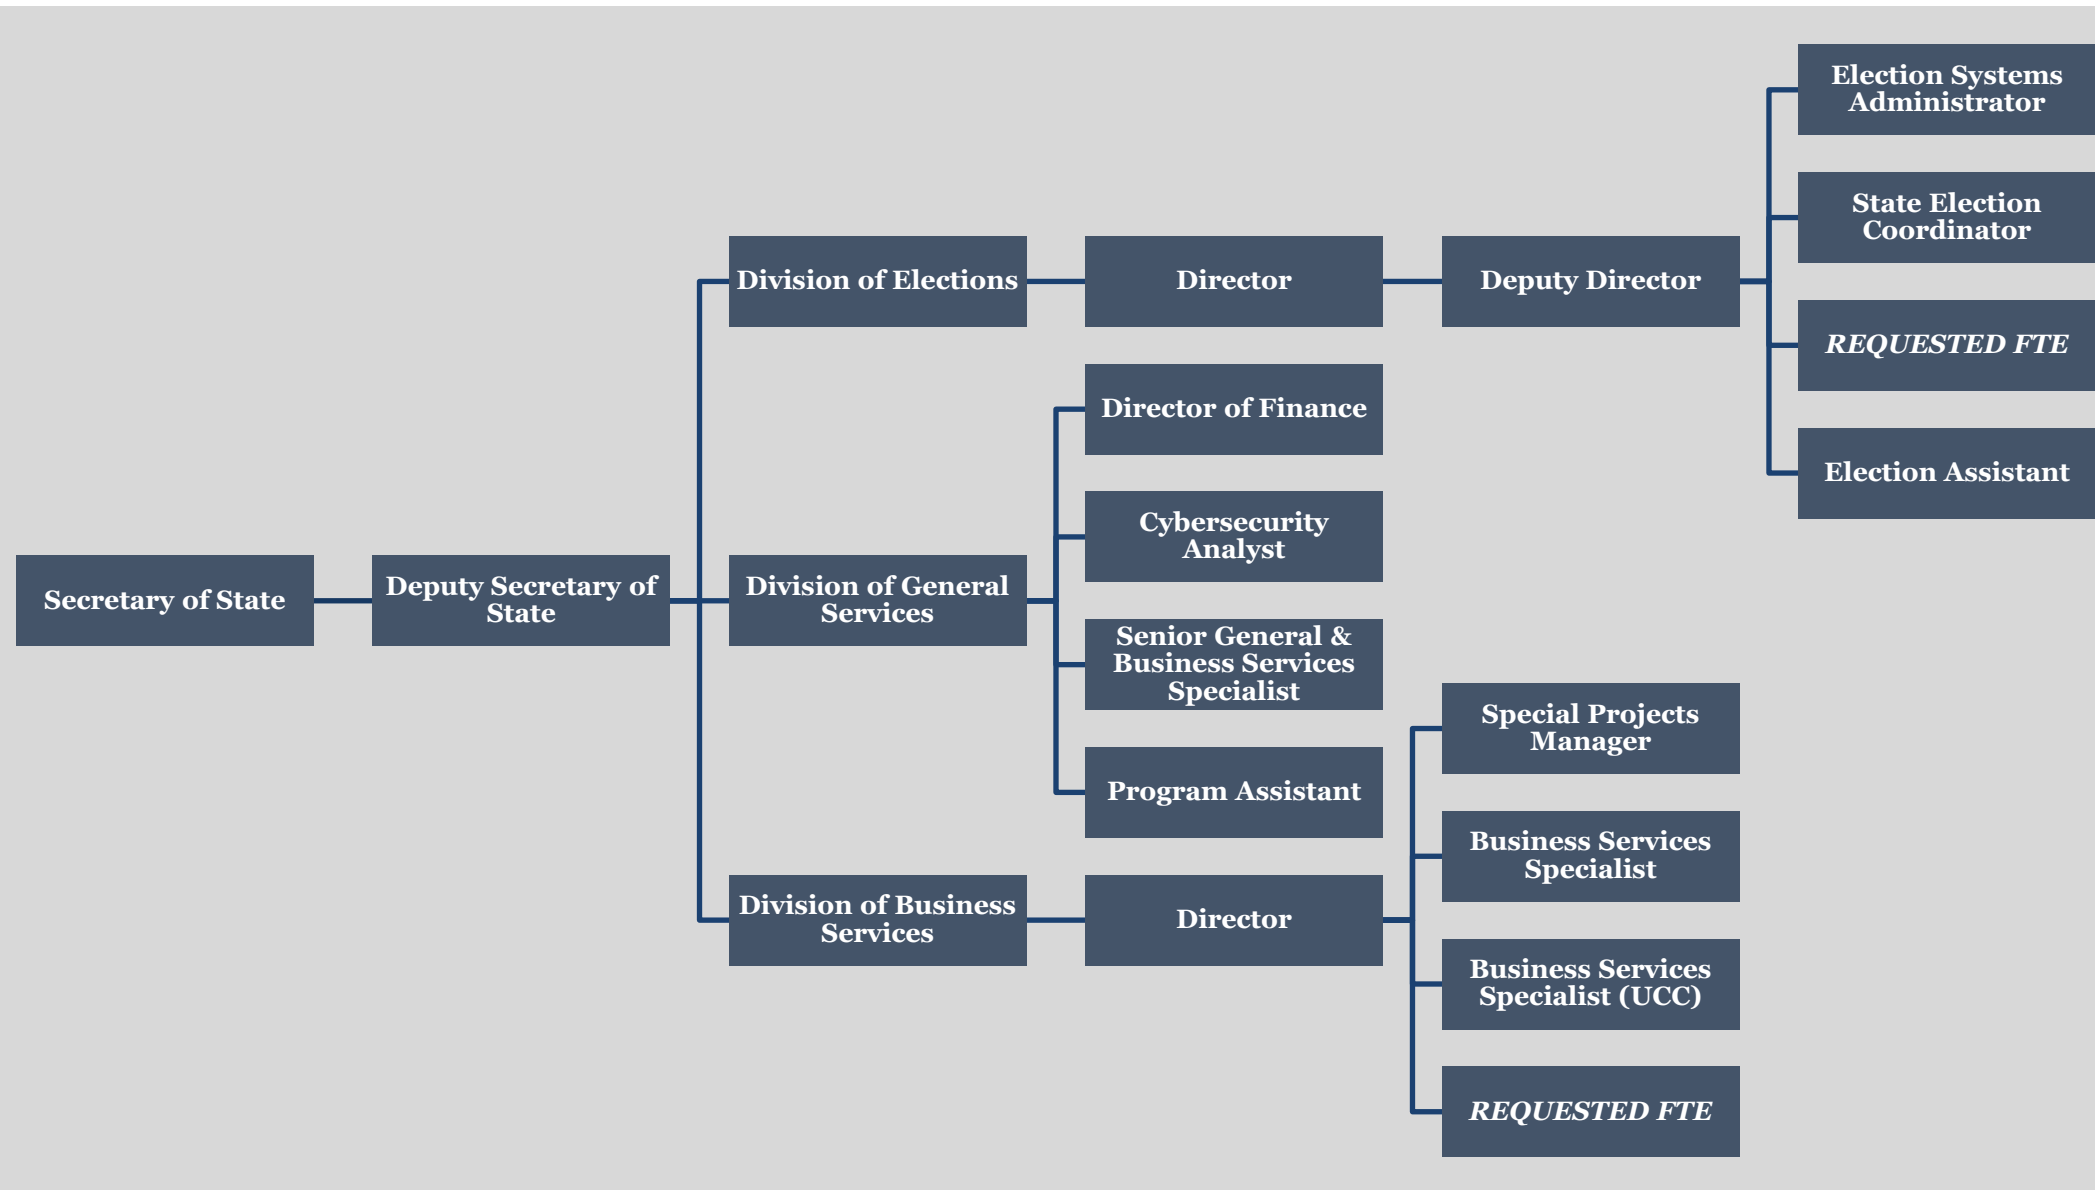 Secretary of State
Deputy Secretary of
State
Division of Elections
Director
Deputy Director
Election Systems
Administrator
State Election
Coordinator
REQUESTED FTE
Election Assistant
Division of General
Services
Director of Finance
Cybersecurity
Analyst
Senior General &
Business Services
Specialist
Program Assistant
Division of Business
Services
Director
Special Projects
Manager
Business Services
Specialist
Business Services
Specialist (UCC)
REQUESTED FTE